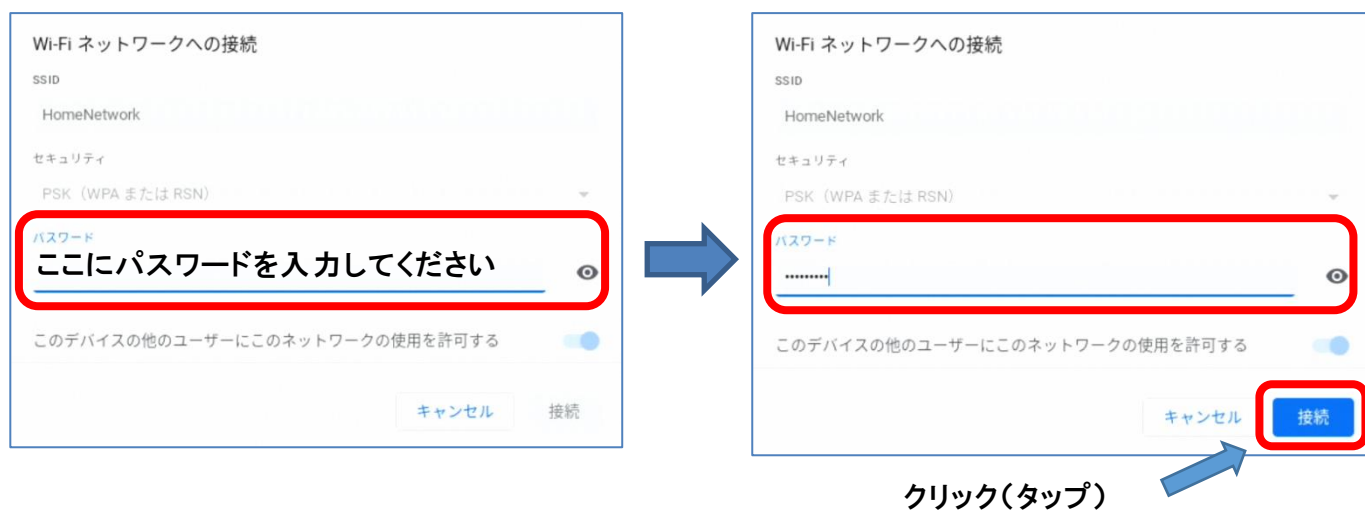 Wi-Fi ネットワークへの接続
SSID
HomeNetwork
セキュリティ
PSK（WPA または RSN）
パスワード
ここにパスワードを入力してください
このデバイスの他のユーザーにこのネットワークの使用を許可する
キャンセル 接続
Wi-Fi ネットワークへの接続
SSID
HomeNetwork
セキュリティ
PSK（WPA または RSN）
パスワード
•••••••••
このデバイスの他のユーザーにこのネットワークの使用を許可する
キャンセル 接続
クリック（タップ）